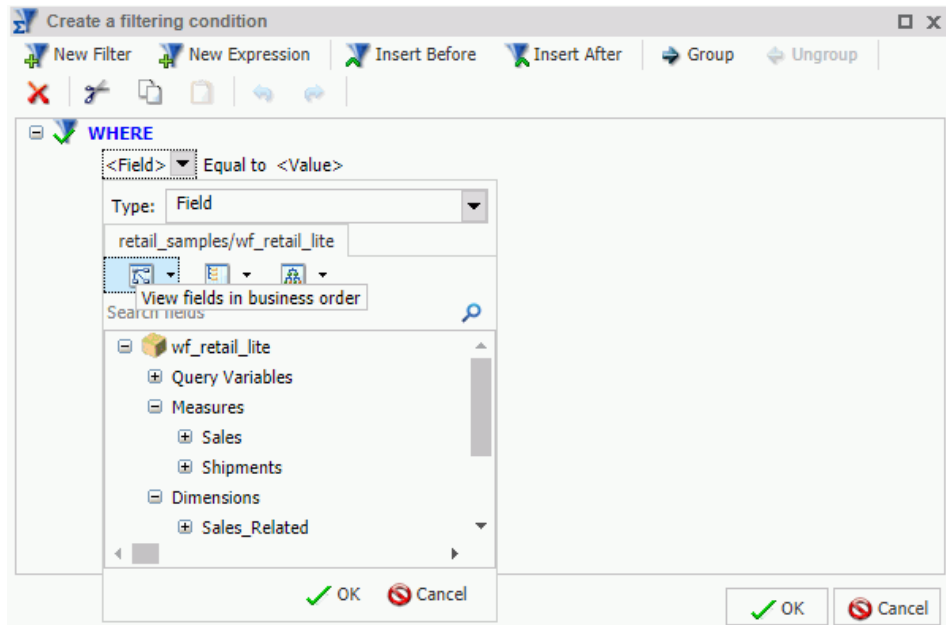 Create a filtering condition
New Filter New Expression Insert Before Insert After Group Ungroup
WHERE
<Field> Equal to <Value>
Type: Field
retail_samples/wf_retail_lite
View fields in business order
Search fields
wf_retail_lite
Query Variables
Measures
Sales
Shipments
Dimensions
Sales_Related
OK Cancel
OK Cancel